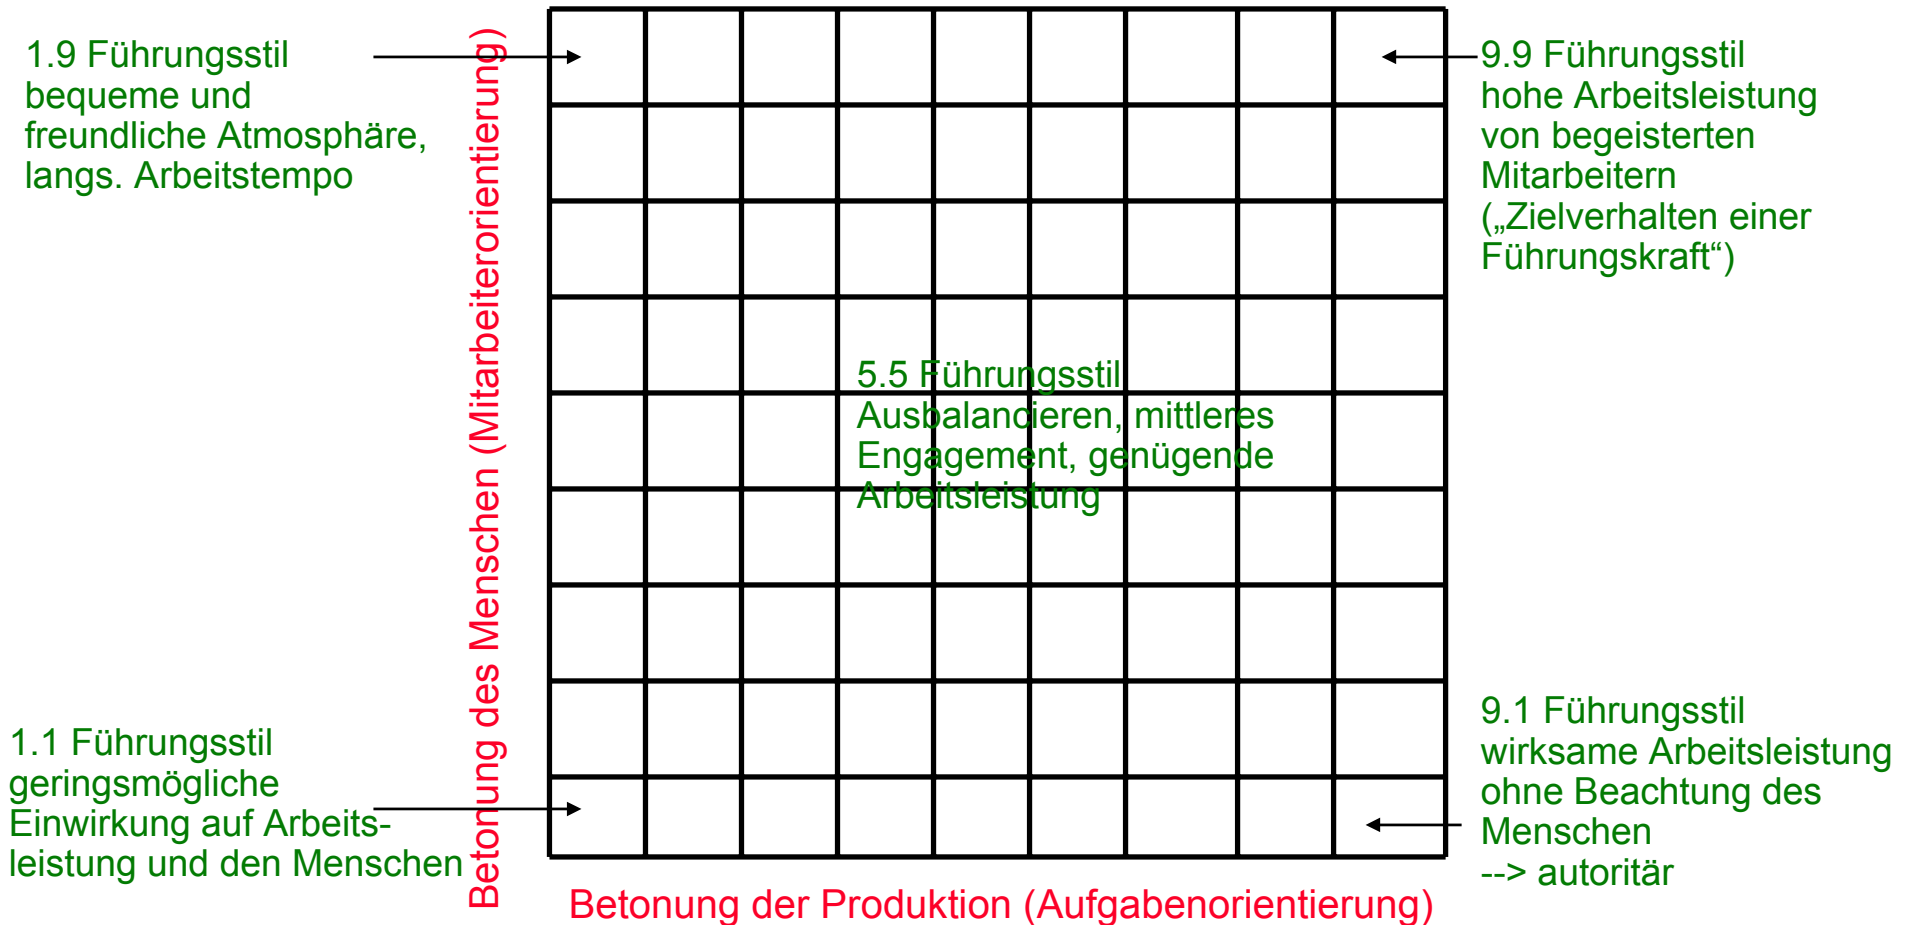 1.9 Führungsstil
bequeme und
freundliche Atmosphäre,
langs. Arbeitstempo
9.9 Führungsstil
hohe Arbeitsleistung
von begeisterten
Mitarbeitern
(„Zielverhalten einer
Führungskraft“)
Betonung des Menschen (Mitarbeiterorientierung)
5.5 Führungsstil
Ausbalancieren, mittleres
Engagement, genügende
Arbeitsleistung
1.1 Führungsstil
geringsmögliche
Einwirkung auf Arbeits-
leistung und den Menschen
9.1 Führungsstil
wirksame Arbeitsleistung
ohne Beachtung des
Menschen
--> autoritär
Betonung der Produktion (Aufgabenorientierung)